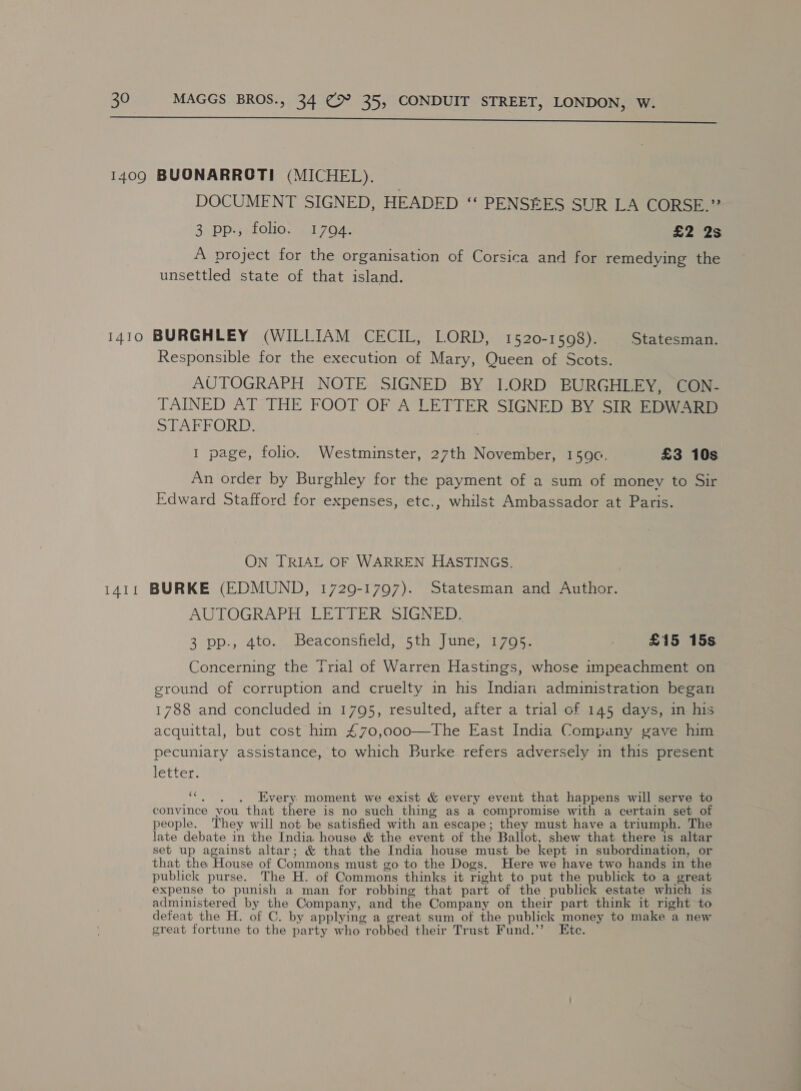 30 MAGGS BROS., 34 & 35, CONDUIT STREET, LONDON, W.
1409 BUONARROTI (MICHEL).
DOCUMENT SIGNED, HEADED “ PENSÉES SUR LA CORSE.”
3 pp., folio. 1794. £2 2s
A project for the organisation of Corsica and for remedying the
unsettled state of that island.
1410 BURGHLEY (WILLIAM CECIL, LORD, 1520-1598). Statesman.
Responsible for the execution of Mary, Queen of Scots.
AUTOGRAPH NOTE SIGNED BY LORD BURGHLEY, CON-
TAINED AT THE FOOT OF A LETTER SIGNED BY SIR EDWARD
STAFFORD.
1 page, folio. Westminster, 27th November, 1590. £3 10s
An order by Burghley for the payment of a sum of money to Sir
Edward Stafford for expenses, etc., whilst Ambassador at Paris.
ON TRIAL OF WARREN HASTINGS.
1411 BURKE (EDMUND, 1729-1797). Statesman and Author.
AUTOGRAPH LETTER SIGNED.
3 pp., 4to. Beaconsfield, 5th June, 1795. £15 15s
Concerning the Trial of Warren Hastings, whose impeachment on
ground of corruption and cruelty in his Indian administration began
1788 and concluded in 1795, resulted, after a trial of 145 days, in his
acquittal, but cost him £70,000—The East India Company gave him
pecuniary assistance, to which Burke refers adversely in this present
letter.
“. . . Every moment we exist & every event that happens will serve to
convince you that there is no such thing as a compromise with a certain set of
people. They will not be satisfied with an escape; they must have a triumph. The
late debate in the India house & the event of the Ballot, shew that there is altar
set up against altar; & that the India house must be kept in subordination, or
that the House of Commons must go to the Dogs. Here we have two hands in the
publick purse. The H. of Commons thinks it right to put the publick to a great
expense to punish a man for robbing that part of the publick estate which is
administered by the Company, and the Company on their part think it right to
defeat the H. of C. by applying a great sum of the publick money to make a new
great fortune to the party who robbed their Trust Fund.” Etc.